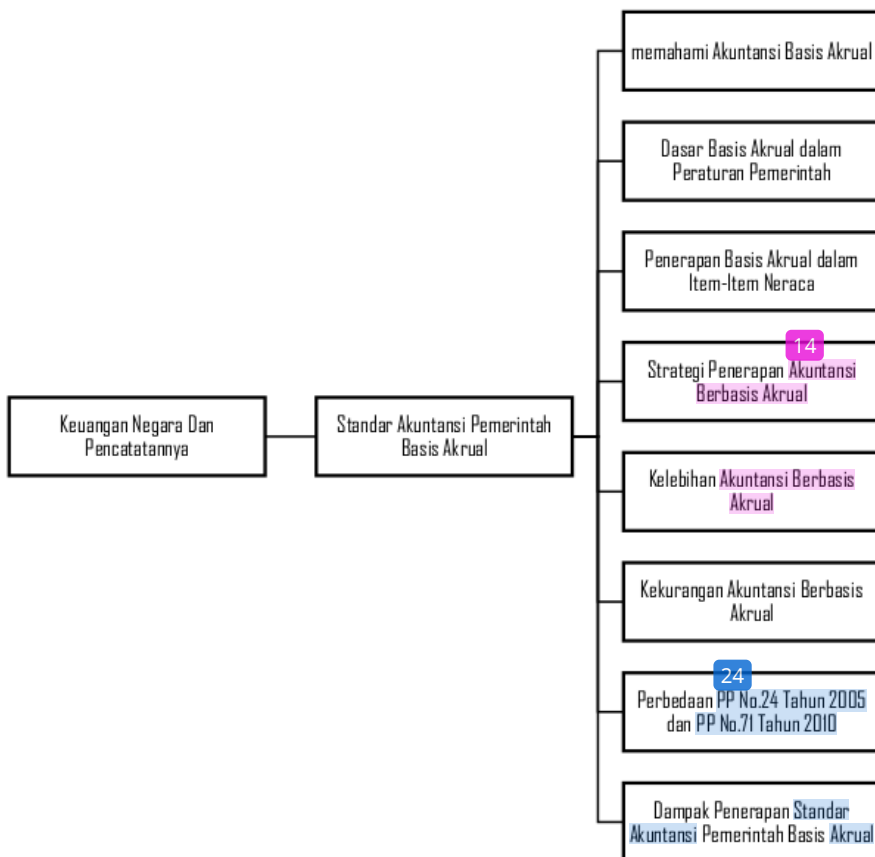 memahami Akuntansi Basis Akrual
Dasar Basis Akrual dalam
Peraturan Pemerintah
Penerapan Basis Akrual dalam
Item-Item Neraca
14
Strategi Penerapan Akuntansi
Berbasis Akrual
Keuangan Negara Dan
Pencatatannya
Standar Akuntansi Pemerintah
Basis Akrual
Kelebihan Akuntansi Berbasis
Akrual
Kekurangan Akuntansi Berbasis
Akrual
24
Perbedaan PP No.24 Tahun 2005
dan PP No.71 Tahun 2010
Dampak Penerapan Standar
Akuntansi Pemerintah Basis Akrual